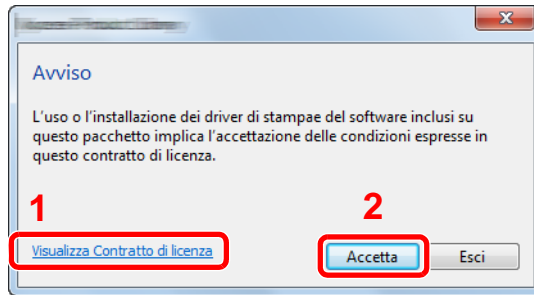 Avviso
L'uso o l'installazione dei driver di stampae del software inclusi su
questo pacchetto implica l'accettazione delle condizioni espresse in
questo contratto di licenza.
1
2
Visualizza Contratto di licenza
Accetta
Esci